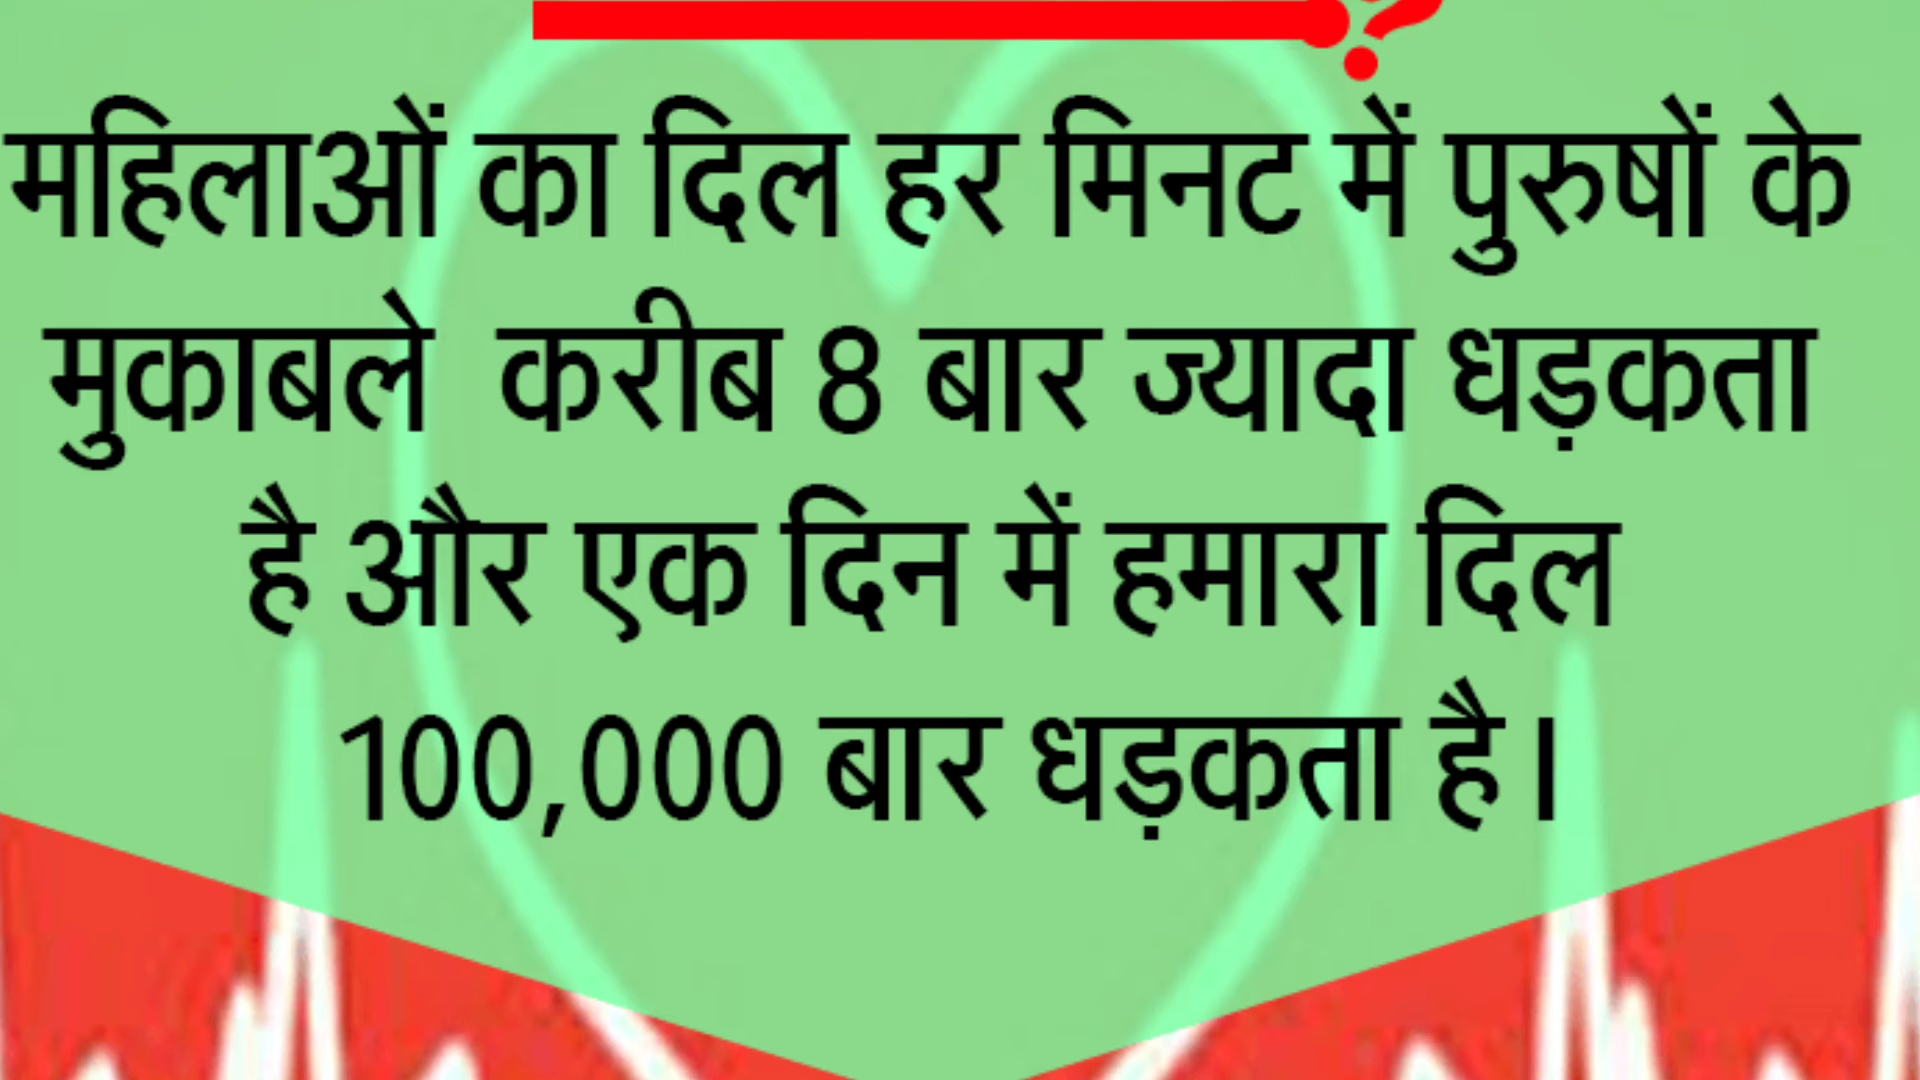 महिलाओं का दिल हर मिनट में पुरुषों के
मुकाबले करीब 8 बार ज्यादा धड़कता
है और एक दिन में हमारा दिल
100,000 बार धड़कता है।